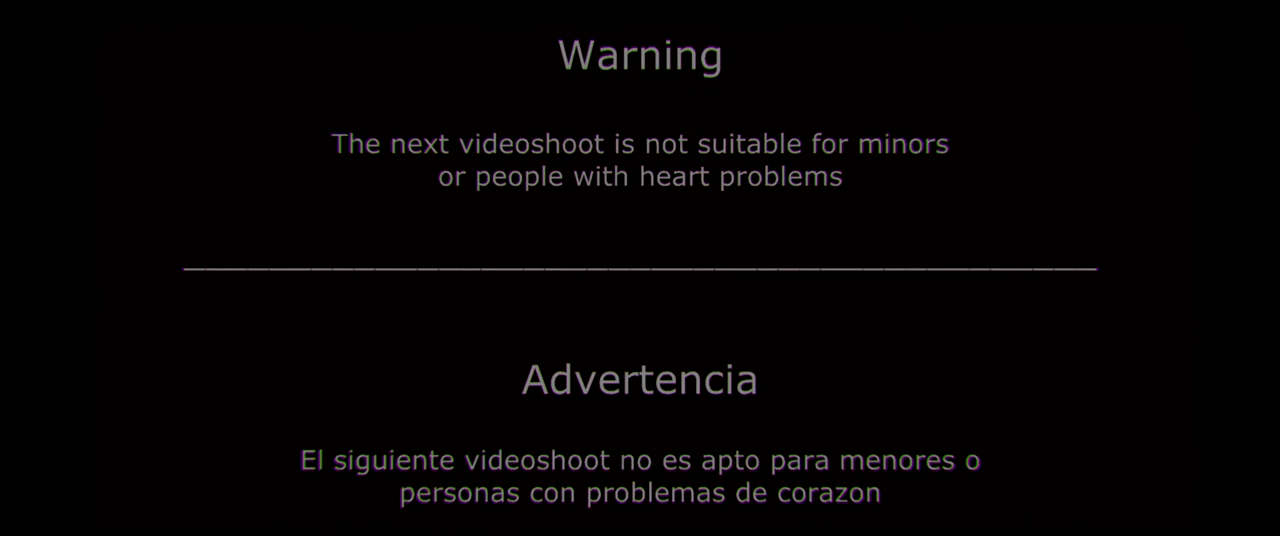 Warning
The next videoshoot is not suitable for minors
or people with heart problems
Advertencia
El siguiente videoshoot no es apto para menores o
personas con problemas de corazon